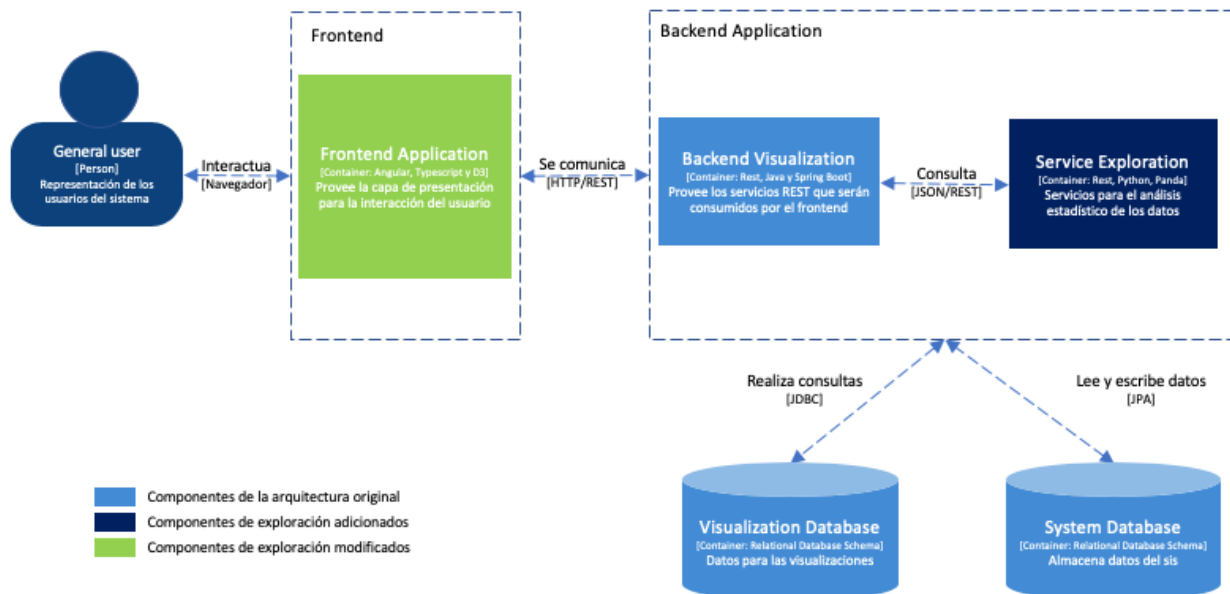 Frontend
Backend Application
General user
[Person]
Representación de los
usuarios del sistema
Interactua
[Navegador]
Frontend Application
[Container: Angular, Typescript y D3]
Provee la capa de presentación
para la interacción del usuario
Se comunica
[HTTP/REST]
Backend Visualization
[Container: Rest, Java y Spring Boot]
Provee los servicios REST que serán
consumidos por el frontend
Consulta
[JSON/REST]
Service Exploration
[Container: Rest, Python, Panda]
Servicios para el análisis
estadístico de los datos
Realiza consultas
[JDBC]
Lee y escribe datos
[JPA]
Componentes de la arquitectura original
Componentes de exploración adicionados
Componentes de exploración modificados
Visualization Database
[Container: Relational Database Schema]
Datos para las visualizaciones
System Database
[Container: Relational Database Schema]
Almacena datos del sis